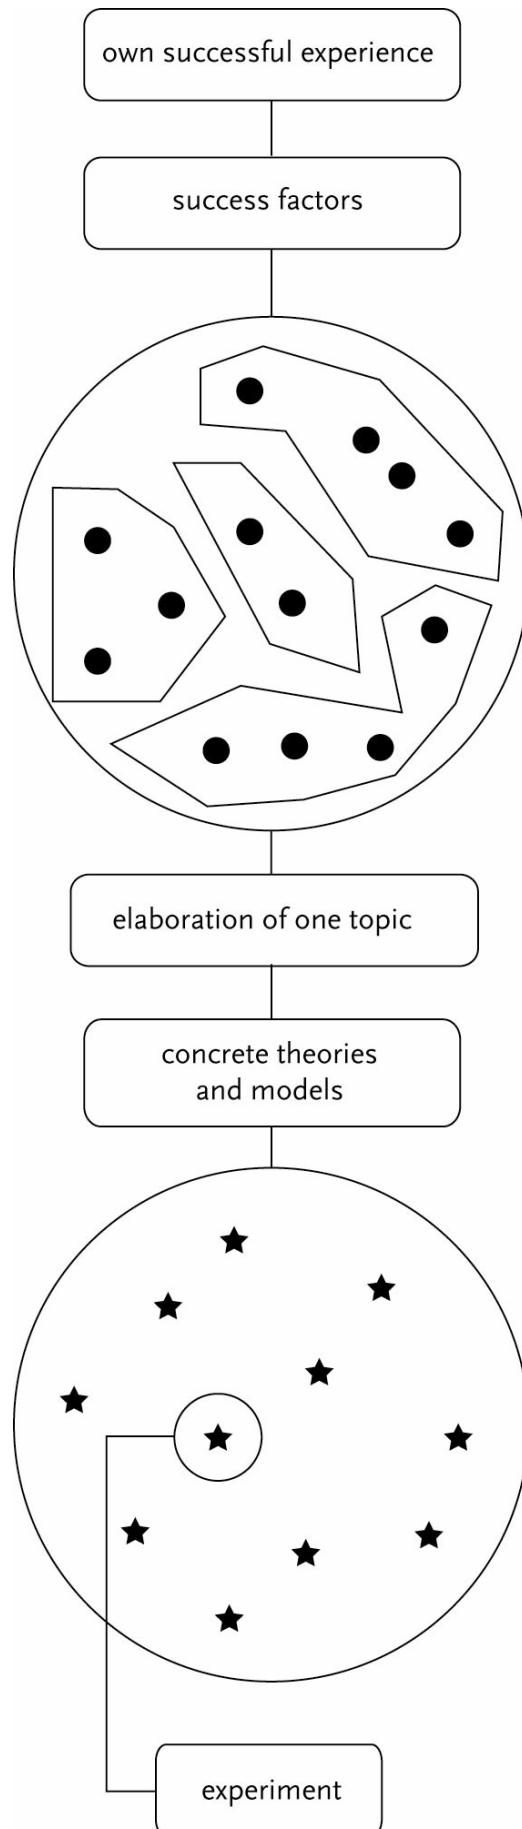 own successful experience
success factors
elaboration of one topic
concrete theories
and models
experiment